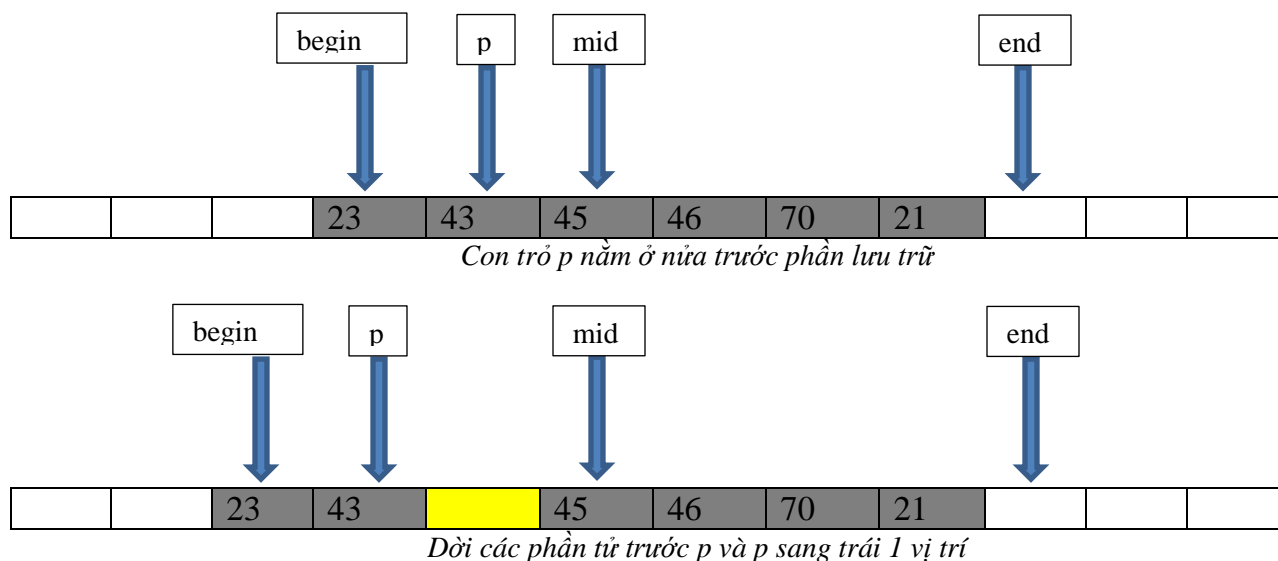 begin p mid end
23 43 45 46 70 21
Con trỏ p nằm ở nửa trước phần lưu trữ
begin p mid end
23 43 45 46 70 21
Dời các phần tử trước p và p sang trái 1 vị trí